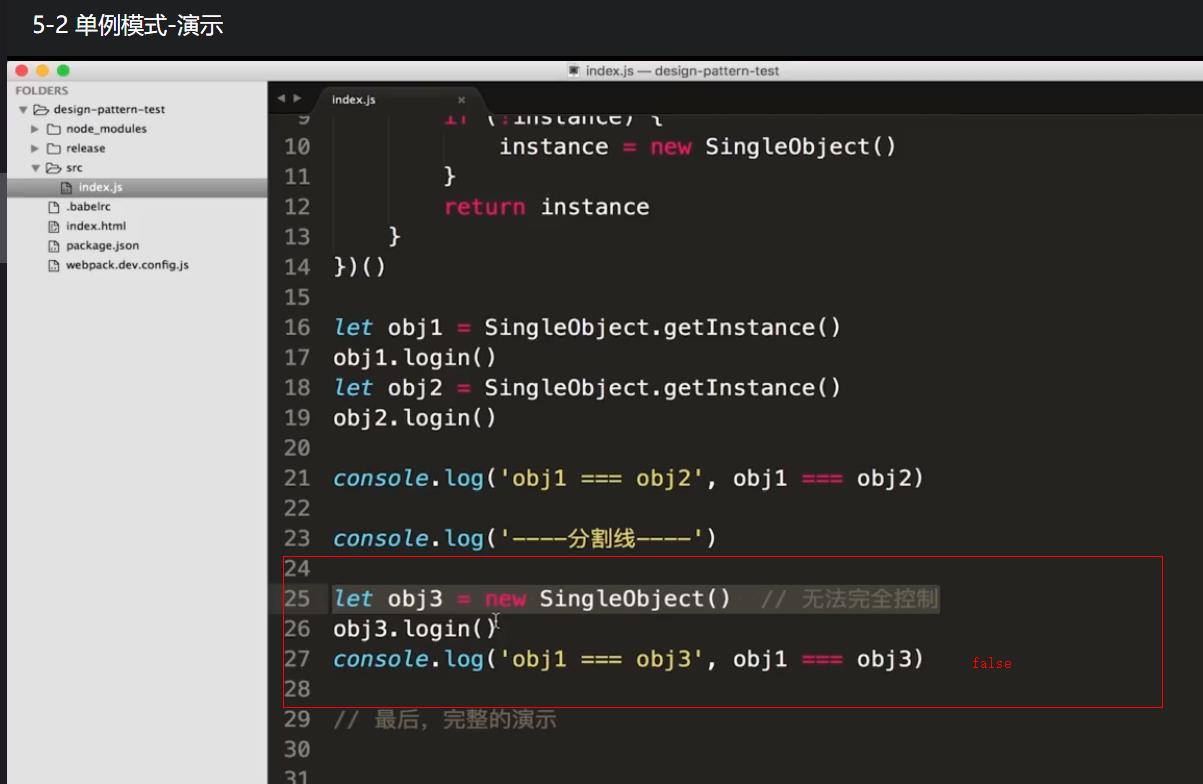 5-2 单例模式-演示
index.js — design-pattern-test
FOLDERS
design-pattern-test
node_modules
release
src
index.js
.babelrc
index.html
package.json
webpack.dev.config.js
index.js ×
9 if (!instance) {
10 instance = new SingleObject()
11 }
12 return instance
13 }
14 })()
15
16 let obj1 = SingleObject.getInstance()
17 obj1.login()
18 let obj2 = SingleObject.getInstance()
19 obj2.login()
20
21 console.log('obj1 === obj2', obj1 === obj2)
22
23 console.log('----分割线----')
24
25 let obj3 = new SingleObject()  // 无法完全控制
26 obj3.login()
27 console.log('obj1 === obj3', obj1 === obj3) false
28
29 // 最后，完整的演示
30
31